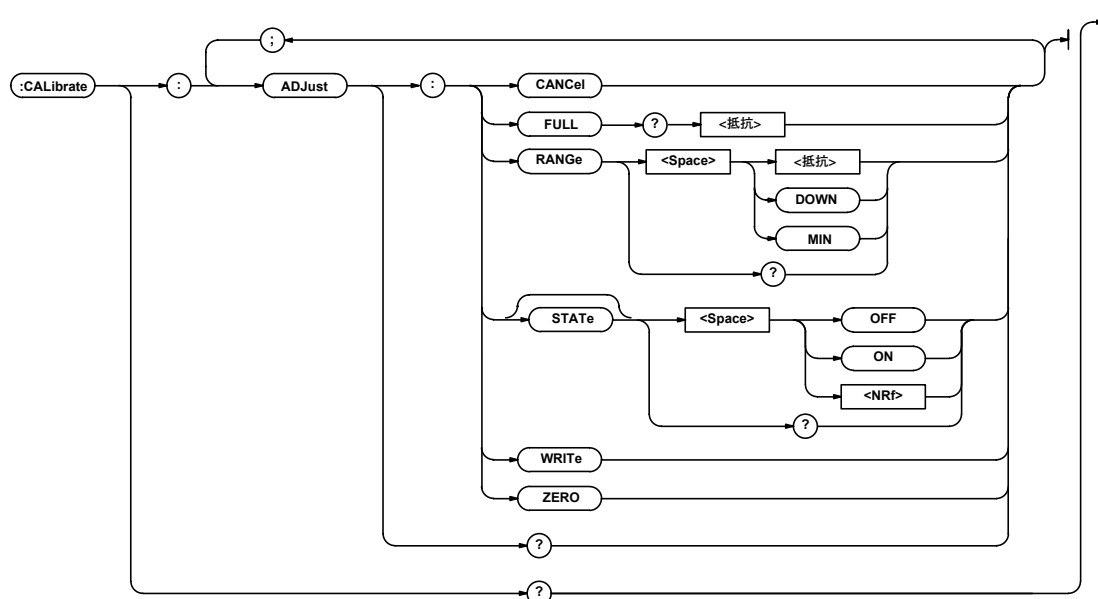 ;
:CALibrate : ADJust : CANCel
FULL ? <抵抗>
RANGe <Space> <抵抗>
DOWN
MIN
?
STATe <Space> OFF
ON
<NRf>
?
WRITe
ZERO
?
?